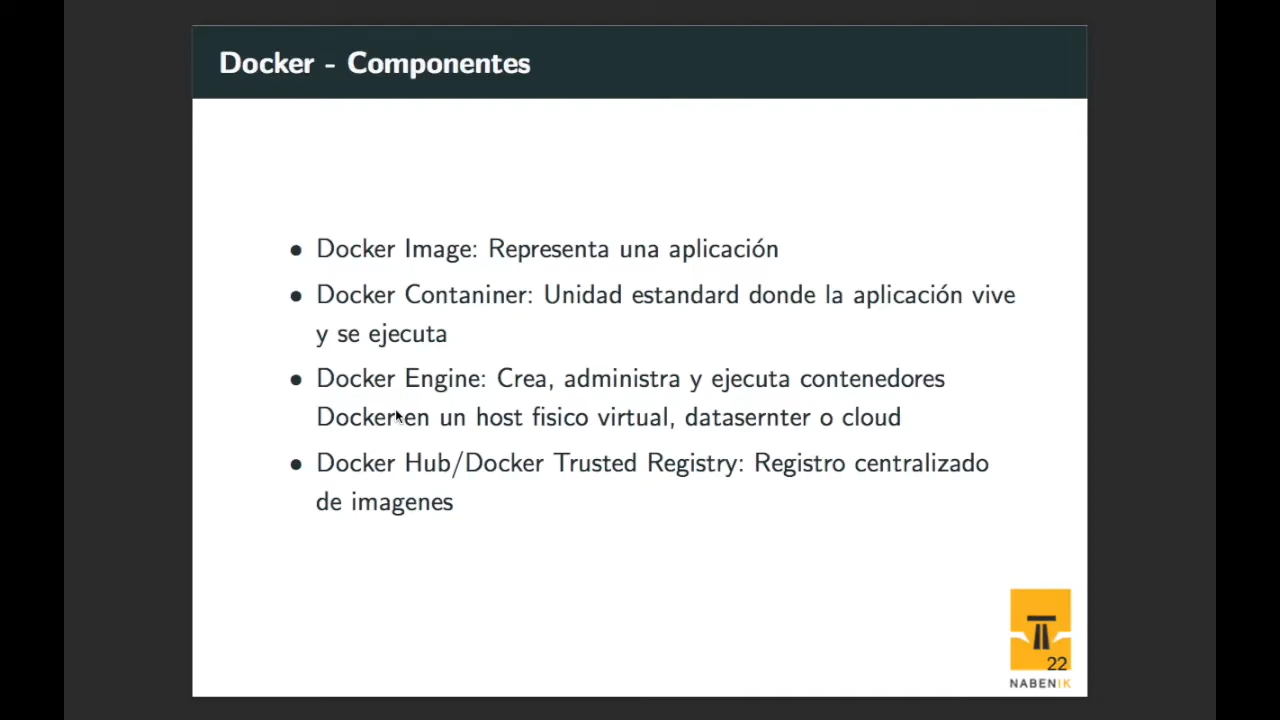 Docker - Componentes
• Docker Image: Representa una aplicación
• Docker Contaniner: Unidad estandard donde la aplicación vive
y se ejecuta
• Docker Engine: Crea, administra y ejecuta contenedores
Docker en un host fisico virtual, datasernter o cloud
• Docker Hub/Docker Trusted Registry: Registro centralizado
de imagenes
22
NABENIK